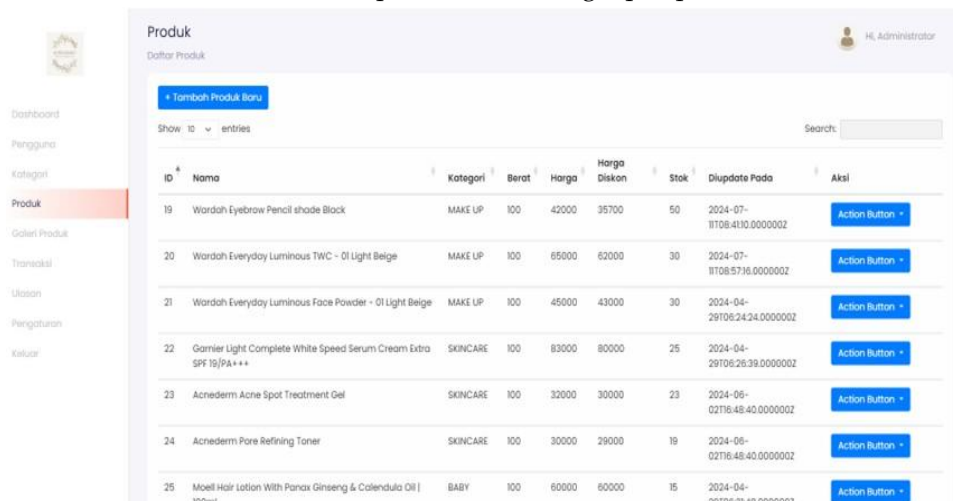 Produk
Hi, Administrator
Daftar Produk
+ Tambah Produk Baru
Show 10 entries
Search:
Dashboard
Pengguna
Kategori
Produk
Galeri Produk
Transaksi
Ulasan
Pengaturan
Keluar
ID Nama Kategori Berat Harga Harga Diskon Stok Diupdate Pada Aksi
19 Wardah Eyebrow Pencil shade Black MAKE UP 100 42000 35700 50 2024-07-
11T08:41:10.000000Z Action Button
20 Wardah Everyday Luminous TWC - 01 Light Beige MAKE UP 100 65000 62000 30 2024-07-
11T08:57:16.000000Z Action Button
21 Wardah Everyday Luminous Face Powder - 01 Light Beige MAKE UP 100 45000 43000 30 2024-04-
29T06:24:24.000000Z Action Button
22 Garnier Light Complete White Speed Serum Cream Extra SKINCARE 100 83000 80000 25 2024-04-
SPF 19/PA+++ 29T06:26:39.000000Z Action Button
23 Acnederm Acne Spot Treatment Gel SKINCARE 100 32000 30000 23 2024-06-
02T16:48:40.000000Z Action Button
24 Acnederm Pore Refining Toner SKINCARE 100 30000 29000 19 2024-06-
02T16:48:40.000000Z Action Button
25 Moell Hair Lotion With Panax Ginseng & Calendula Oil | BABY 100 60000 60000 15 2024-04-
Action Button